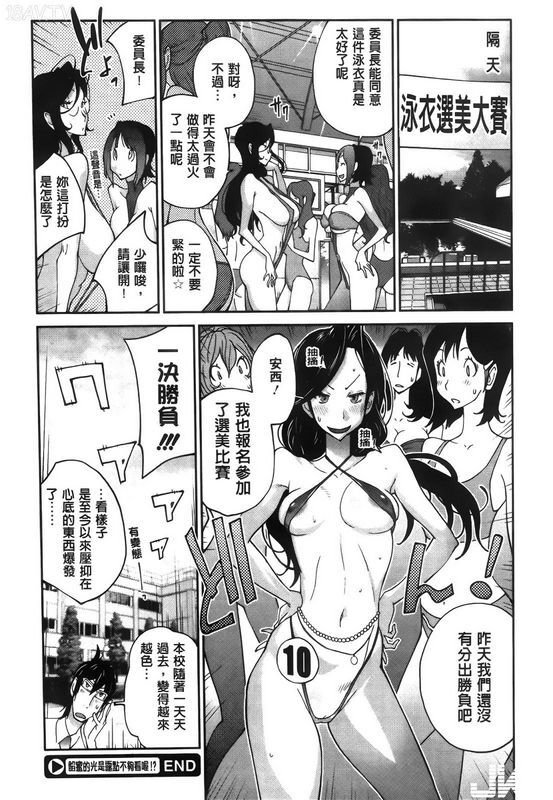 18AV.TV
隔天
泳衣選美大賽
委員長能同意
這件泳衣真是
太好了呢
對呀，
不過…
昨天會不會
做得太過火
了一點呢
一定不要
緊的啦☆
委員長！
這聲音是…
妳這打扮
是怎麼了
少囉唆，
請讓開！
安西！
抽搐
抽搐
我也報名參加
了選美比賽
昨天我們還沒
有分出勝負吧
10
一決勝負!!!
…看樣子
是至今以來壓抑在
心底的東西爆發
了……
有變態
本校隨著一天天
過去，變得越來
越色…
END